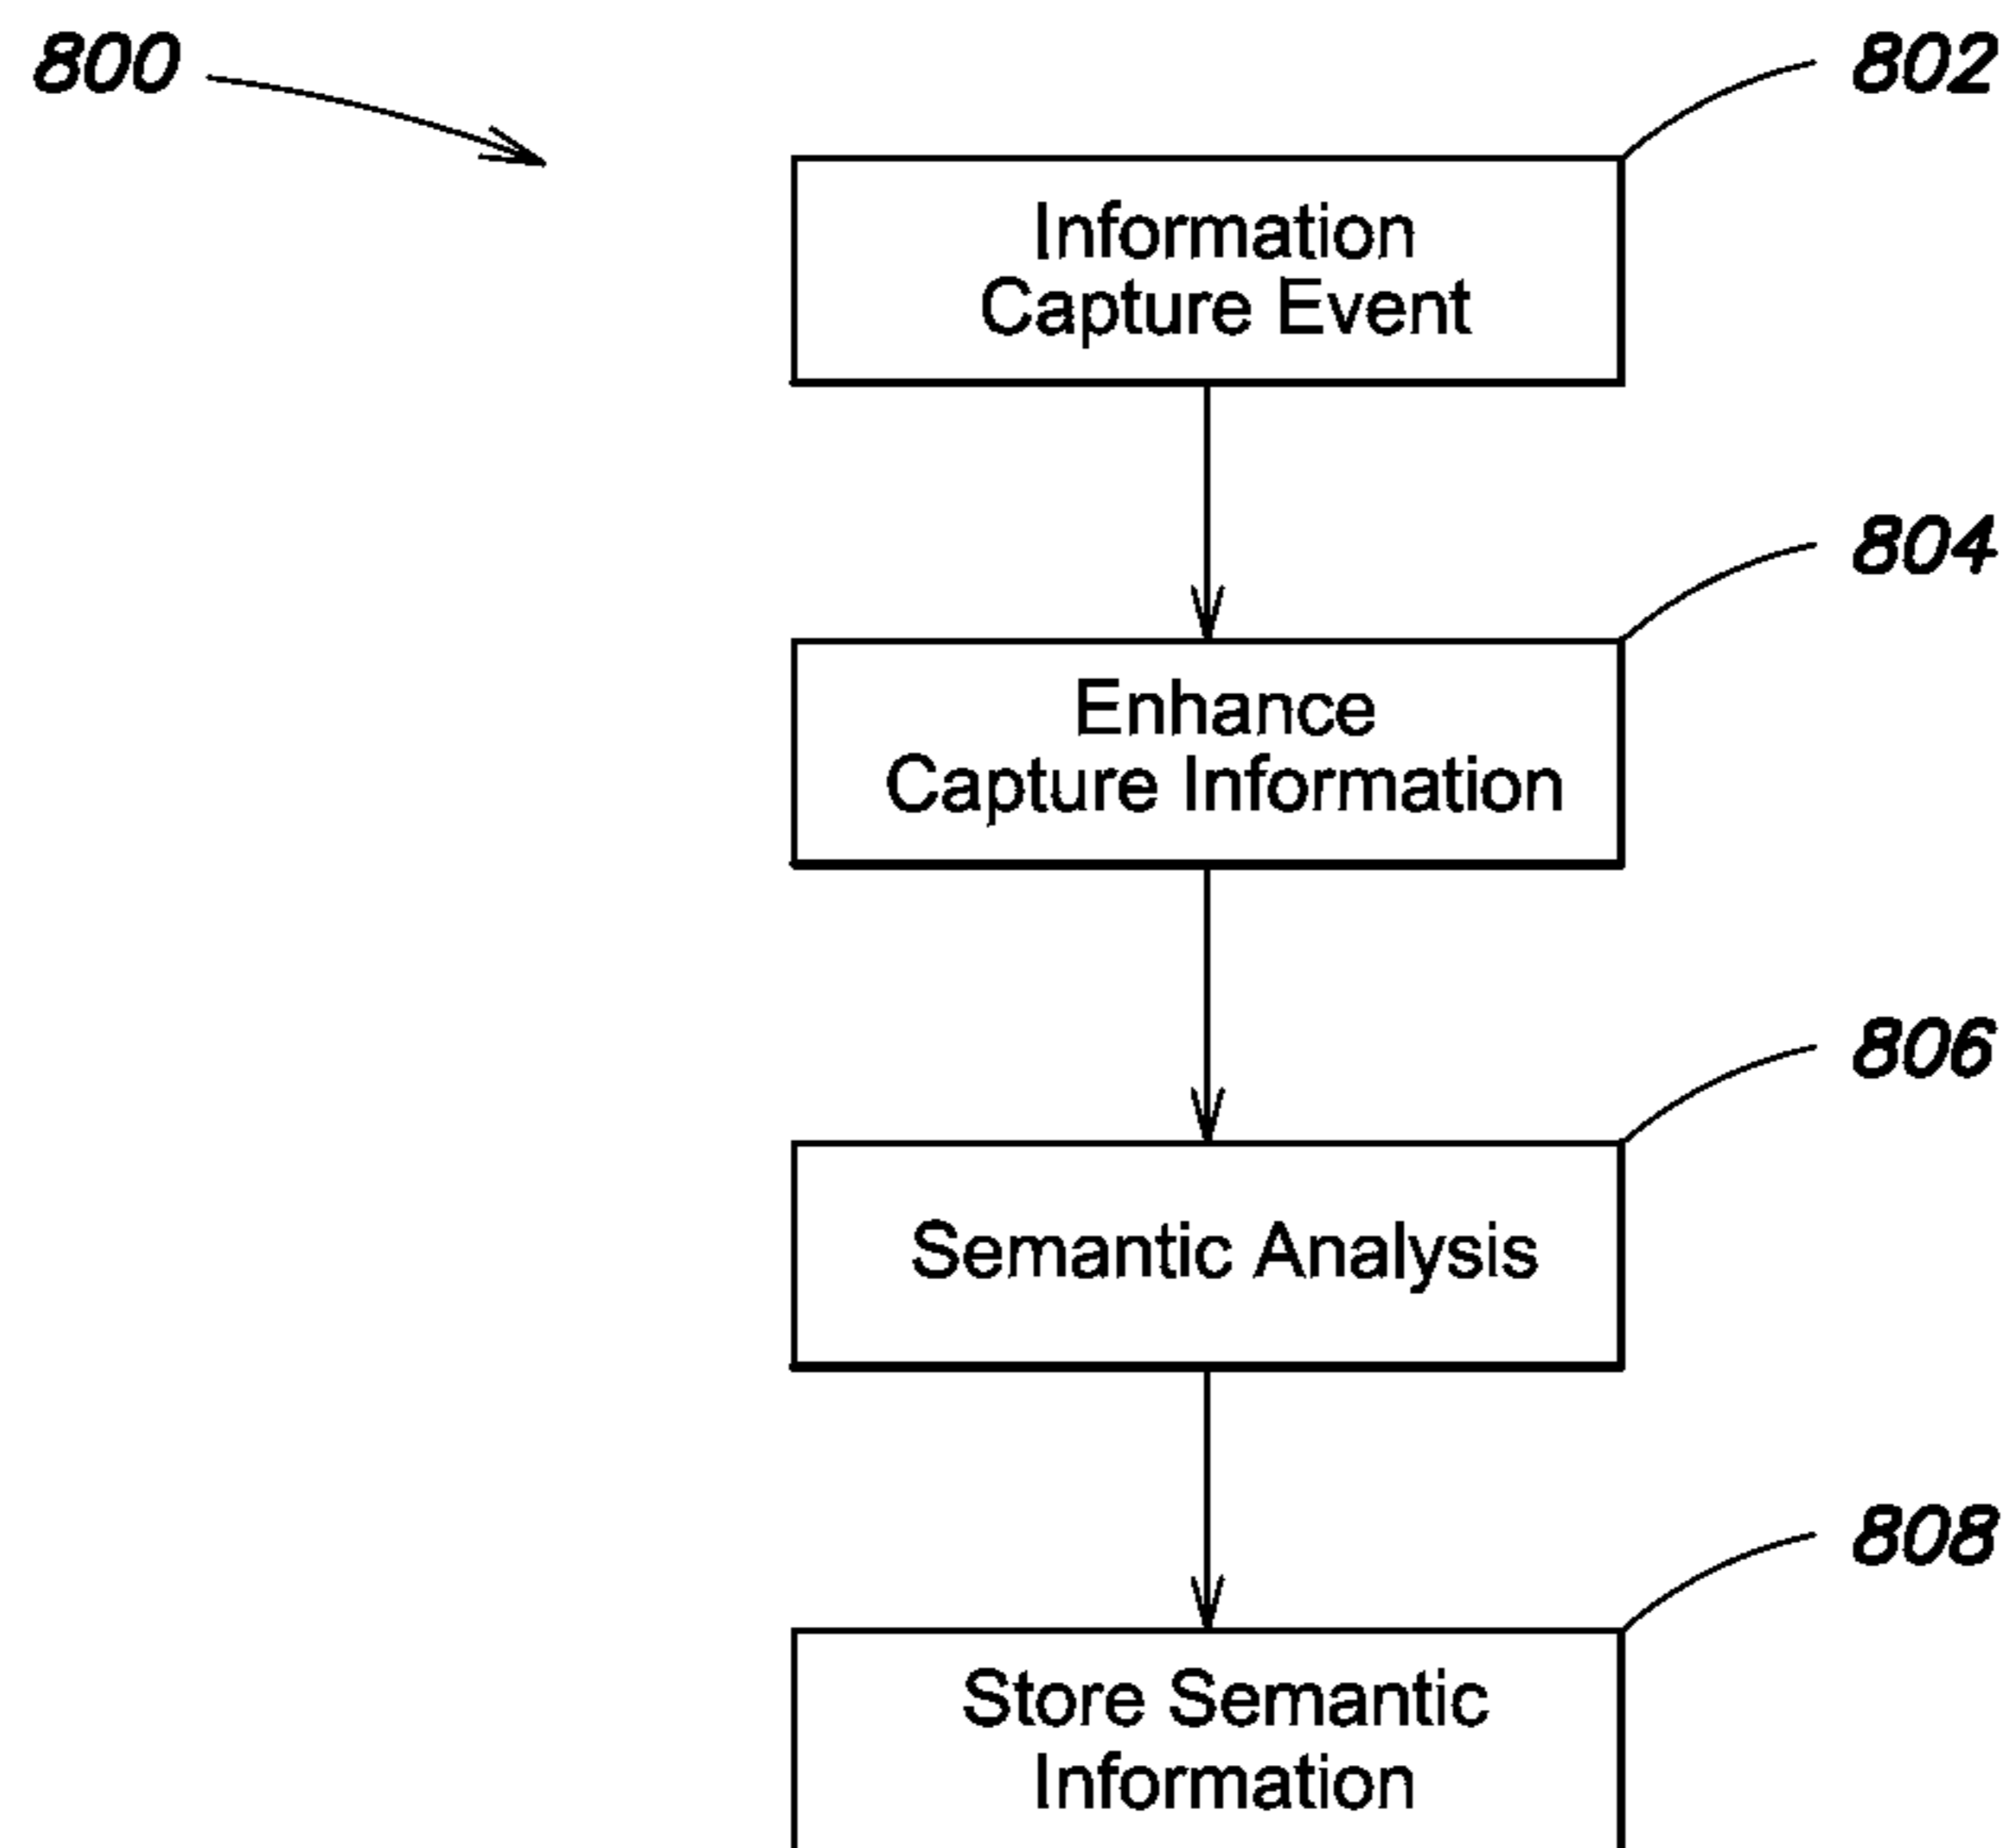 800
802
Information
Capture Event
804
Enhance
Capture Information
806
Semantic Analysis
808
Store Semantic
Information